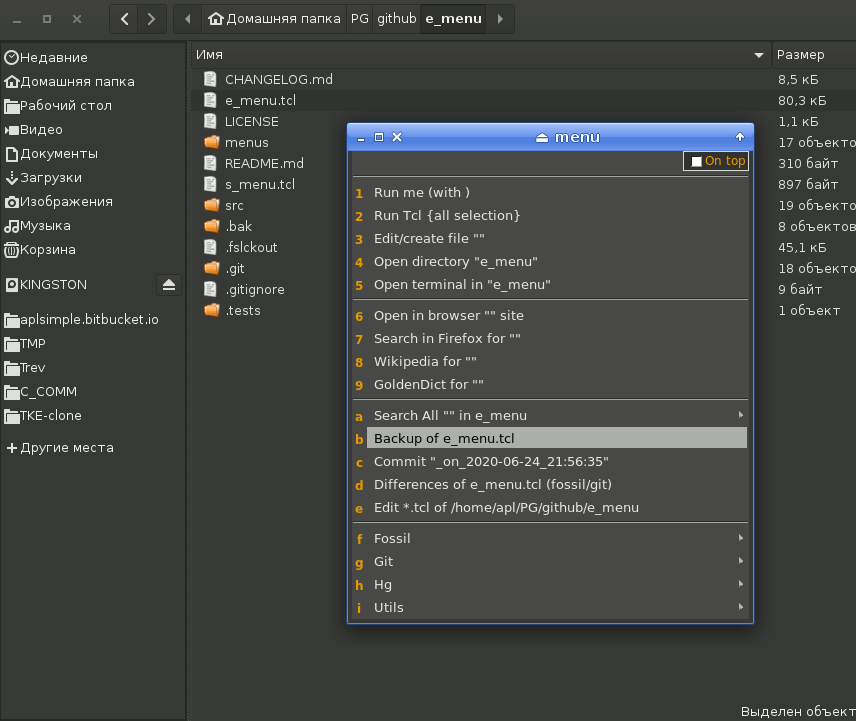 Домашняя папка PG github e_menu
Недавние
Домашняя папка
Рабочий стол
Видео
Документы
Загрузки
Изображения
Музыка
Корзина
KINGSTON
aplsimple.bitbucket.io
TMP
Trev
C_COMM
TKE-clone
Другие места
Имя Размер
CHANGELOG.md 8,5 кБ
e_menu.tcl 80,3 кБ
LICENSE 1,1 кБ
menus 17 объекто
README.md 310 байт
s_menu.tcl 897 байт
src 19 объекто
.bak 8 объектов
.fslckout 45,1 кБ
.git 18 объекто
.gitignore 9 байт
.tests 1 объект
menu
On top
1 Run me (with )
2 Run Tcl {all selection}
3 Edit/create file ""
4 Open directory "e_menu"
5 Open terminal in "e_menu"
6 Open in browser "" site
7 Search in Firefox for ""
8 Wikipedia for ""
9 GoldenDict for ""
a Search All "" in e_menu
b Backup of e_menu.tcl
c Commit "_on_2020-06-24_21:56:35"
d Differences of e_menu.tcl (fossil/git)
e Edit *.tcl of /home/apl/PG/github/e_menu
f Fossil
g Git
h Hg
i Utils
Выделен объект